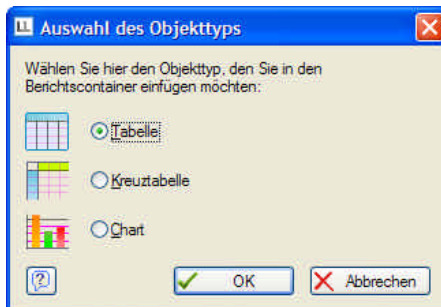 LL Auswahl des Objekttyps
Wählen Sie hier den Objekttyp, den Sie in den
Berichtscontainer einfügen möchten:
Tabelle
Kreuztabelle
Chart
? OK Abbrechen